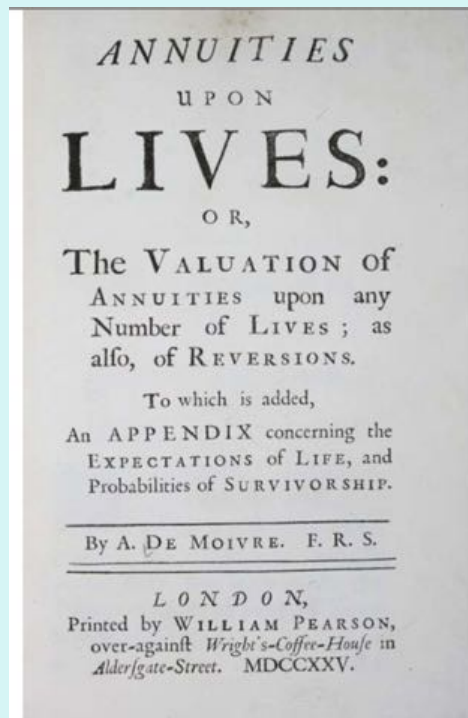 ANNUITIES
UPON
LIVES:
OR,
The VALUATION of
ANNUITIES upon any
Number of LIVES; as
alſo, of REVERSIONS.
To which is added,
An APPENDIX concerning the
EXPECTATIONS of LIFE, and
Probabilities of SURVIVORSHIP.
By A. DE MOIVRE. F. R. S.
LONDON,
Printed by WILLIAM PEARSON,
over-againſt Wright's-Coffee-Houſe in
Alderſgate-Street. MDCCXXV.